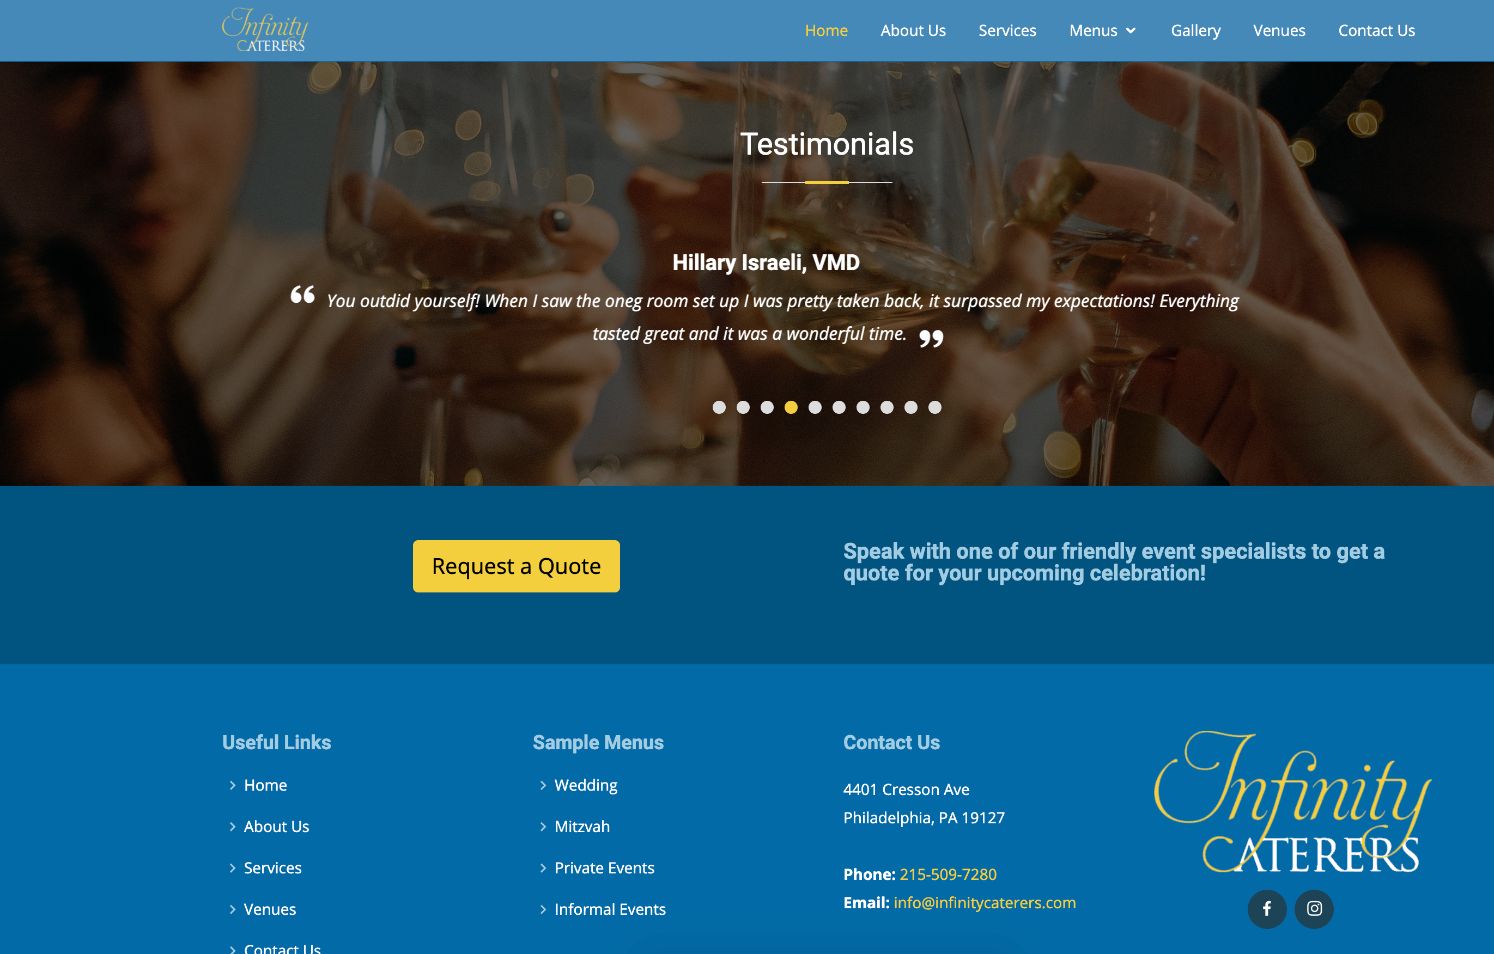 Infinity
CATERERS
Home About Us Services Menus Gallery Venues Contact Us
Testimonials
Hillary Israeli, VMD
“ You outdid yourself! When I saw the oneg room set up I was pretty taken back, it surpassed my expectations! Everything
tasted great and it was a wonderful time. ”
Request a Quote
Speak with one of our friendly event specialists to get a
quote for your upcoming celebration!
Useful Links
Home
About Us
Services
Venues
Contact Us
Sample Menus
Wedding
Mitzvah
Private Events
Informal Events
Contact Us
4401 Cresson Ave
Philadelphia, PA 19127
Phone: 215-509-7280
Email: info@infinitycaterers.com
Infinity
CATERERS